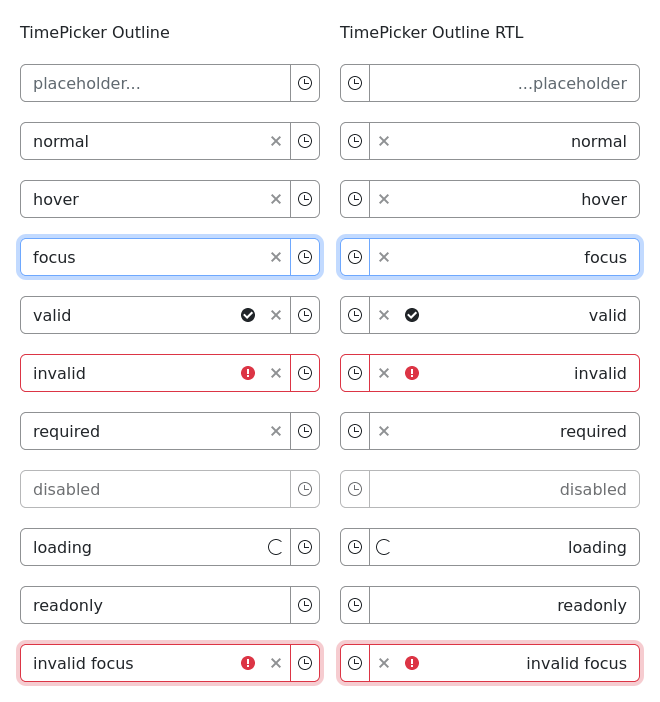 TimePicker Outline
placeholder...
normal
hover
focus
valid
invalid
required
disabled
loading
readonly
invalid focus
TimePicker Outline RTL
...placeholder
normal
hover
focus
valid
invalid
required
disabled
loading
readonly
invalid focus